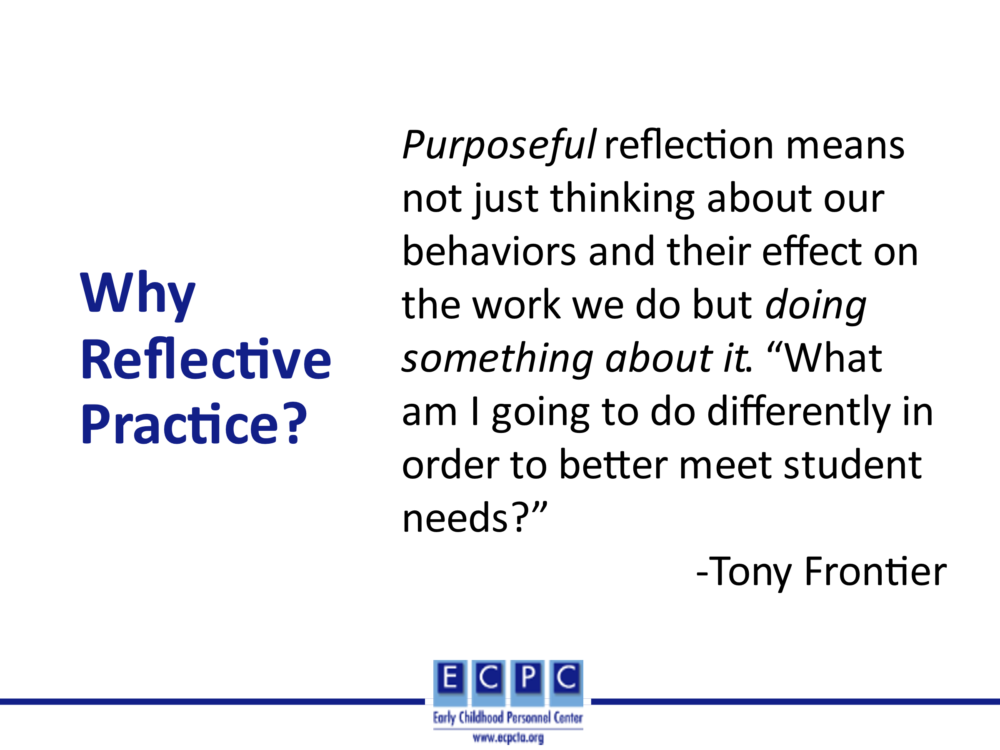 Why
Reflective
Practice?
Purposeful reflection means
not just thinking about our
behaviors and their effect on
the work we do but doing
something about it. “What
am I going to do differently in
order to better meet student
needs?”
-Tony Frontier
E C P C
Early Childhood Personnel Center
www.ecpcta.org